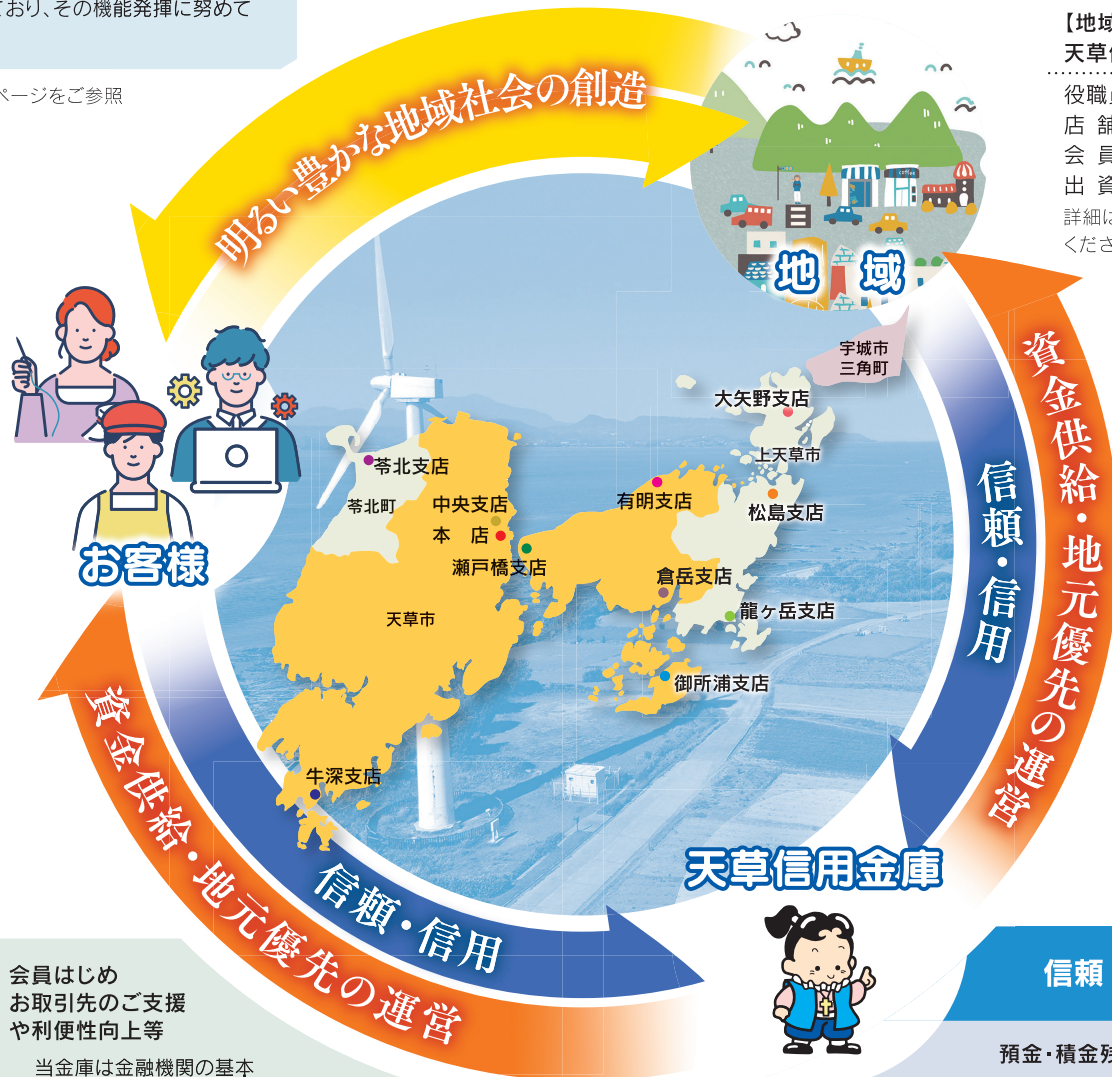 ており、その機能発揮に努めて
ページをご参照
【地域
天草信
役職員
店 舗
会 員
出 資
詳細は
くださ
明るい豊かな地域社会の創造
地 域
お客様
資金供給・地元優先の運営
信頼・信用
宇城市
三角町
大矢野支店
上天草市
苓北支店
苓北町
中央支店
本 店
瀬戸橋支店
有明支店
松島支店
倉岳支店
龍ヶ岳支店
天草市
御所浦支店
牛深支店
資金供給・地元優先の運営
信頼・信用
天草信用金庫
coffee
会員はじめ
お取引先のご支援
や利便性向上等
当金庫は金融機関の基本
信頼
預金・積金残